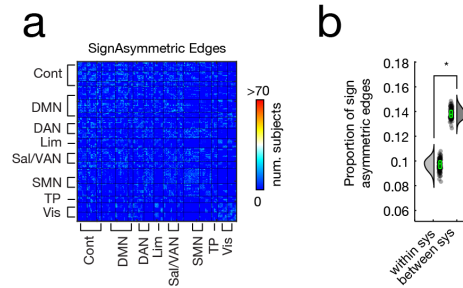 a
SignAsymmetric Edges
Cont
DMN
DAN
Lim
Sal/VAN
SMN
TP
Vis
Cont
DMN
DAN
Lim
Sal/VAN
SMN
TP
Vis
>70
0
num. subjects
b
Proportion of sign
asymmetric edges
0.18
0.16
0.14
0.12
0.1
0.08
0.06
*
within sys
between sys